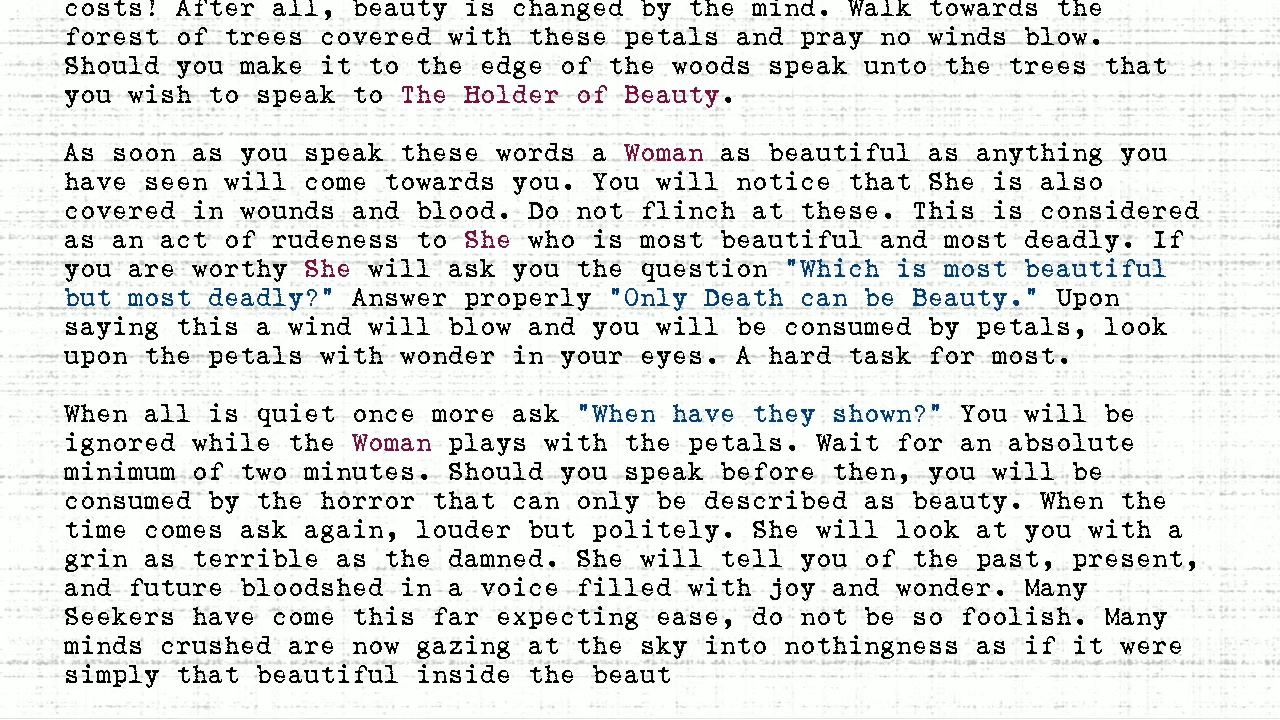 costs! After all, beauty is changed by the mind. Walk towards the
forest of trees covered with these petals and pray no winds blow.
Should you make it to the edge of the woods speak unto the trees that
you wish to speak to The Holder of Beauty.
As soon as you speak these words a Woman as beautiful as anything you
have seen will come towards you. You will notice that She is also
covered in wounds and blood. Do not flinch at these. This is considered
as an act of rudeness to She who is most beautiful and most deadly. If
you are worthy She will ask you the question "Which is most beautiful
but most deadly?" Answer properly "Only Death can be Beauty." Upon
saying this a wind will blow and you will be consumed by petals, look
upon the petals with wonder in your eyes. A hard task for most.
When all is quiet once more ask "When have they shown?" You will be
ignored while the Woman plays with the petals. Wait for an absolute
minimum of two minutes. Should you speak before then, you will be
consumed by the horror that can only be described as beauty. When the
time comes ask again, louder but politely. She will look at you with a
grin as terrible as the damned. She will tell you of the past, present,
and future bloodshed in a voice filled with joy and wonder. Many
Seekers have come this far expecting ease, do not be so foolish. Many
minds crushed are now gazing at the sky into nothingness as if it were
simply that beautiful inside the beaut